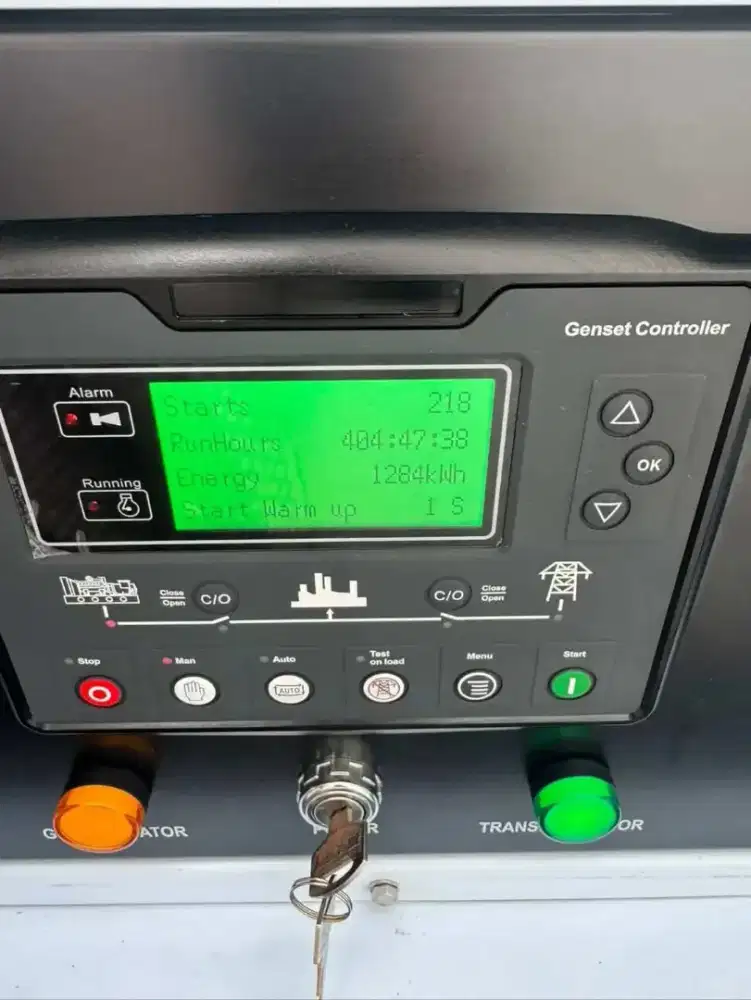 Genset Controller
Alarm
Starts 218
RunHours 404:47:38
Energy 1284kWh
Start Warm up 1 S
Running
OK
Close
Open
C/O
C/O
Close
Open
Stop
Man
Auto
Test
on load
Menu
Start
AUTO